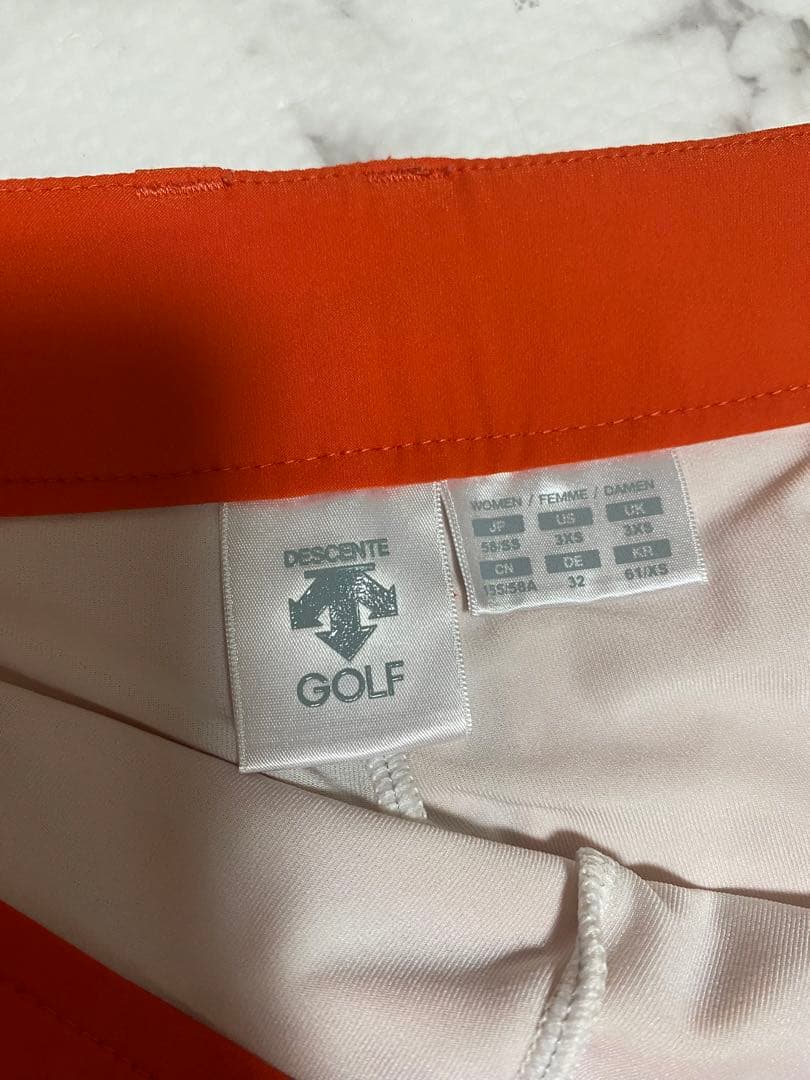 DESCENTE
GOLF
WOMEN / FEMME / DAMEN
JP US UK
58/SS 3XS 3XS
CN DE KR
155/58A 32 61/XS